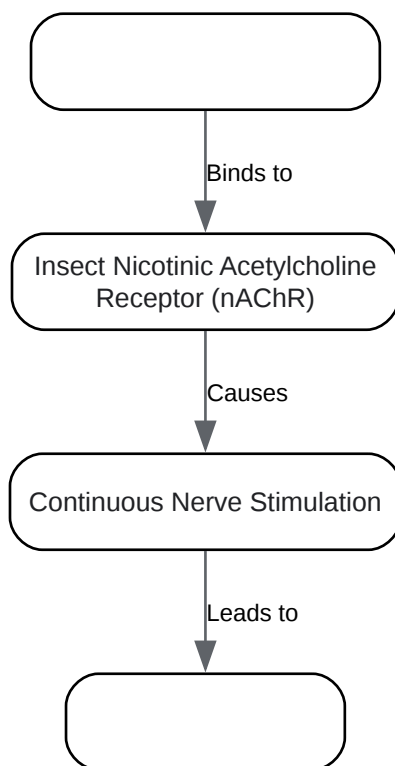 Binds to
Insect Nicotinic Acetylcholine
Receptor (nAChR)
Causes
Continuous Nerve Stimulation
Leads to